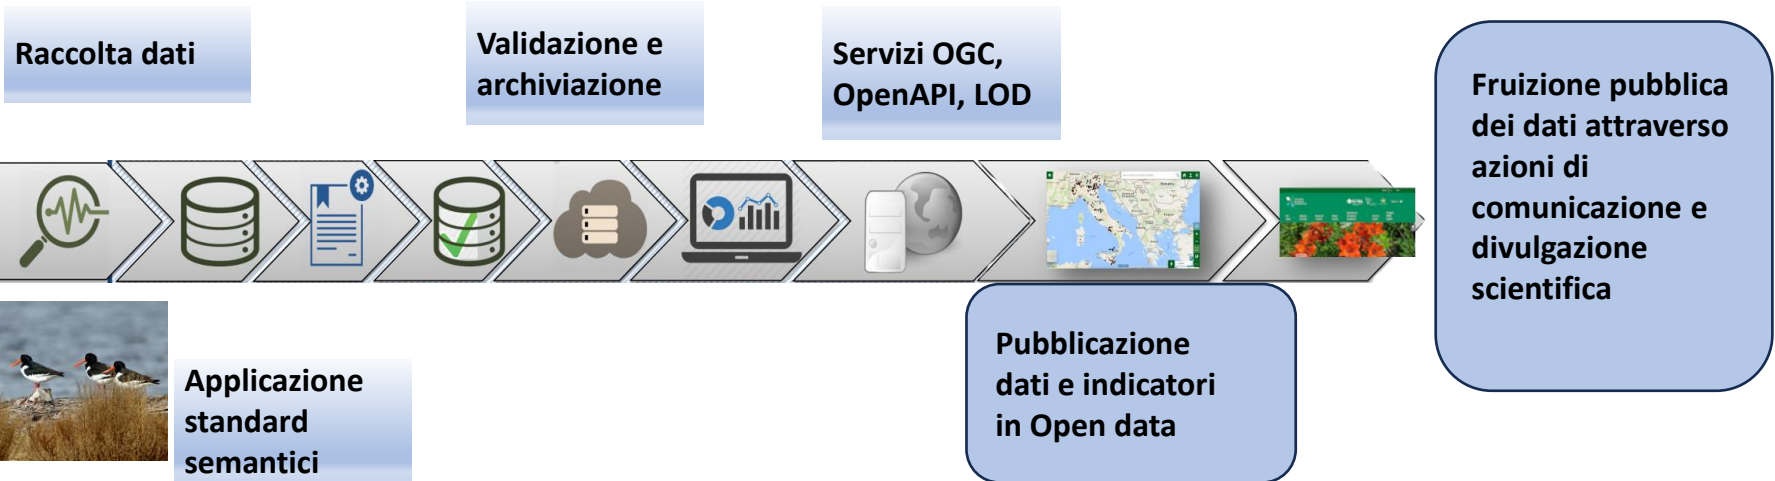 Raccolta dati
Validazione e
archiviazione
Servizi OGC,
OpenAPI, LOD
Fruizione pubblica
dei dati attraverso
azioni di
comunicazione e
divulgazione
scientifica
Applicazione
standard
semantici
Pubblicazione
dati e indicatori
in Open data